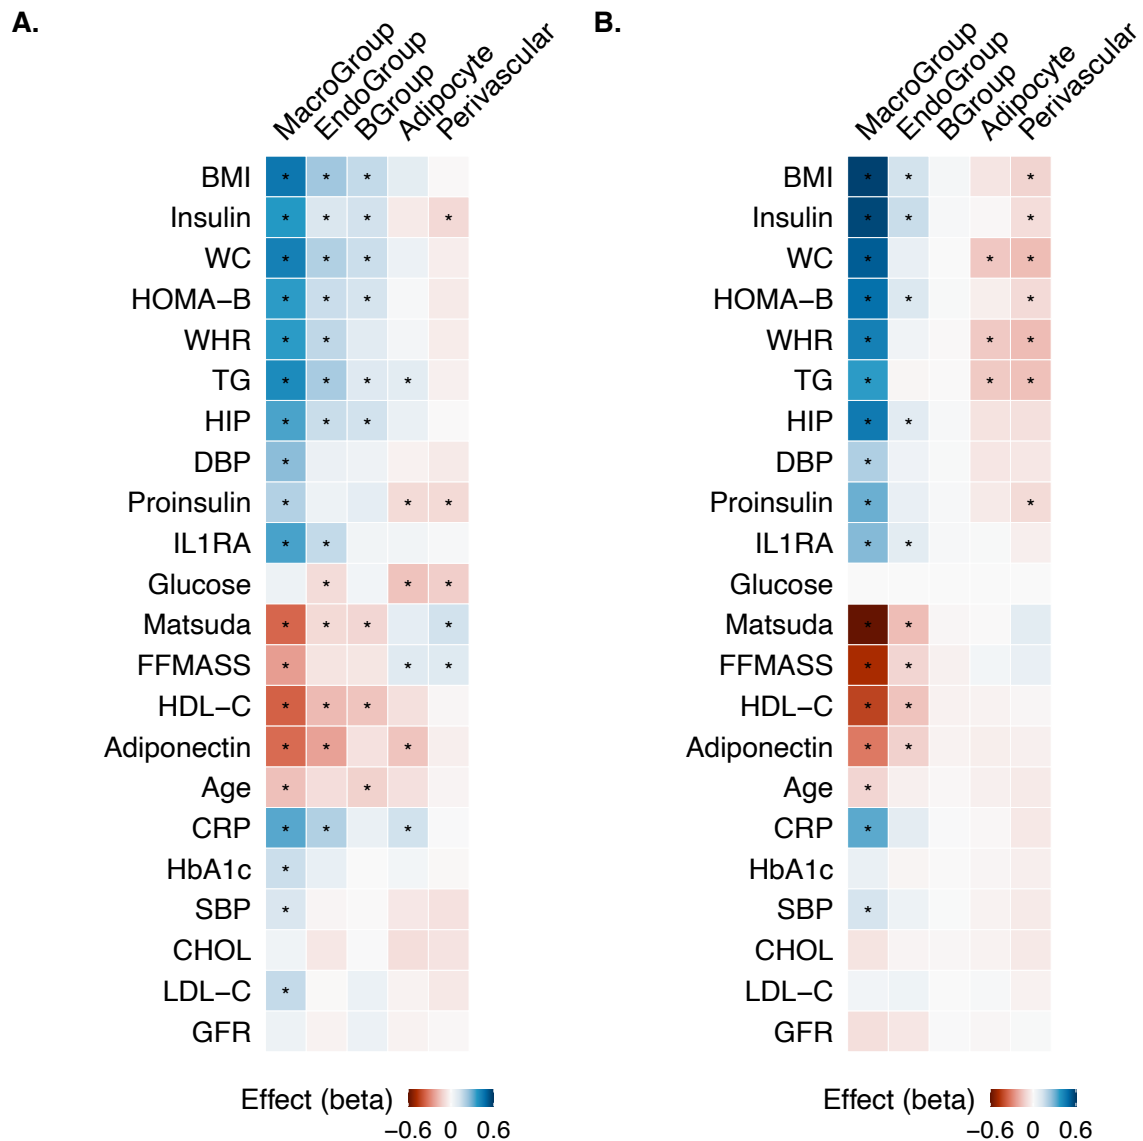 A.
MacroGroup
EndoGroup
BGroup
Adipocyte
Perivascular
BMI * * *
Insulin * * * *
WC * * *
HOMA−B * * *
WHR * *
TG * * * *
HIP * * *
DBP *
Proinsulin * * *
IL1RA * *
Glucose * * *
Matsuda * * * *
FFMASS * * *
HDL−C * * *
Adiponectin * * *
Age * *
CRP * * *
HbA1c *
SBP *
CHOL
LDL−C *
GFR
Effect (beta)
−0.6 0 0.6
B.
MacroGroup
EndoGroup
BGroup
Adipocyte
Perivascular
BMI * * *
Insulin * * *
WC * * *
HOMA−B * * *
WHR * * *
TG * * *
HIP * *
DBP *
Proinsulin * *
IL1RA * *
Glucose
Matsuda * *
FFMASS * *
HDL−C * *
Adiponectin * *
Age *
CRP *
HbA1c
SBP *
CHOL
LDL−C
GFR
Effect (beta)
−0.6 0 0.6